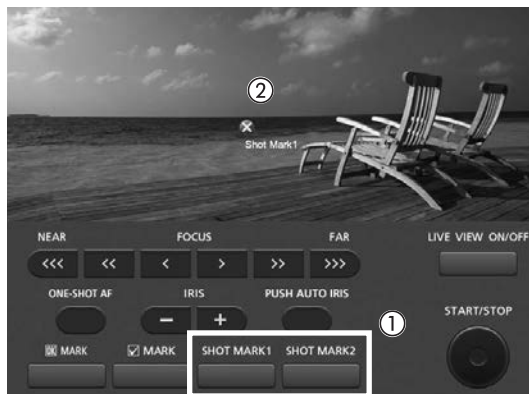 ②
Shot Mark1
NEAR FOCUS FAR LIVE VIEW ON/OFF
<<< << < > >> >>>
ONE-SHOT AF IRIS PUSH AUTO IRIS
− +
① START/STOP
OK MARK ☑ MARK SHOT MARK1 SHOT MARK2